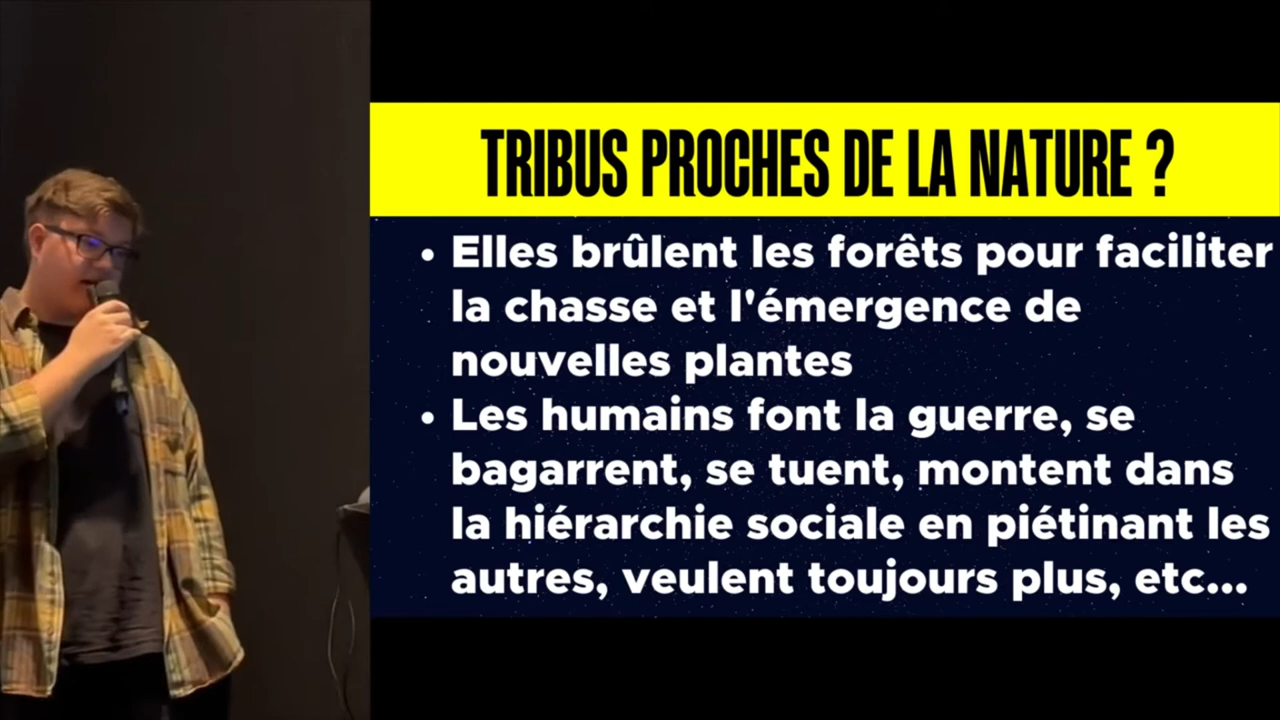 TRIBUS PROCHES DE LA NATURE ?
• Elles brûlent les forêts pour faciliter
la chasse et l'émergence de
nouvelles plantes
• Les humains font la guerre, se
bagarrent, se tuent, montent dans
la hiérarchie sociale en piétinant les
autres, veulent toujours plus, etc...